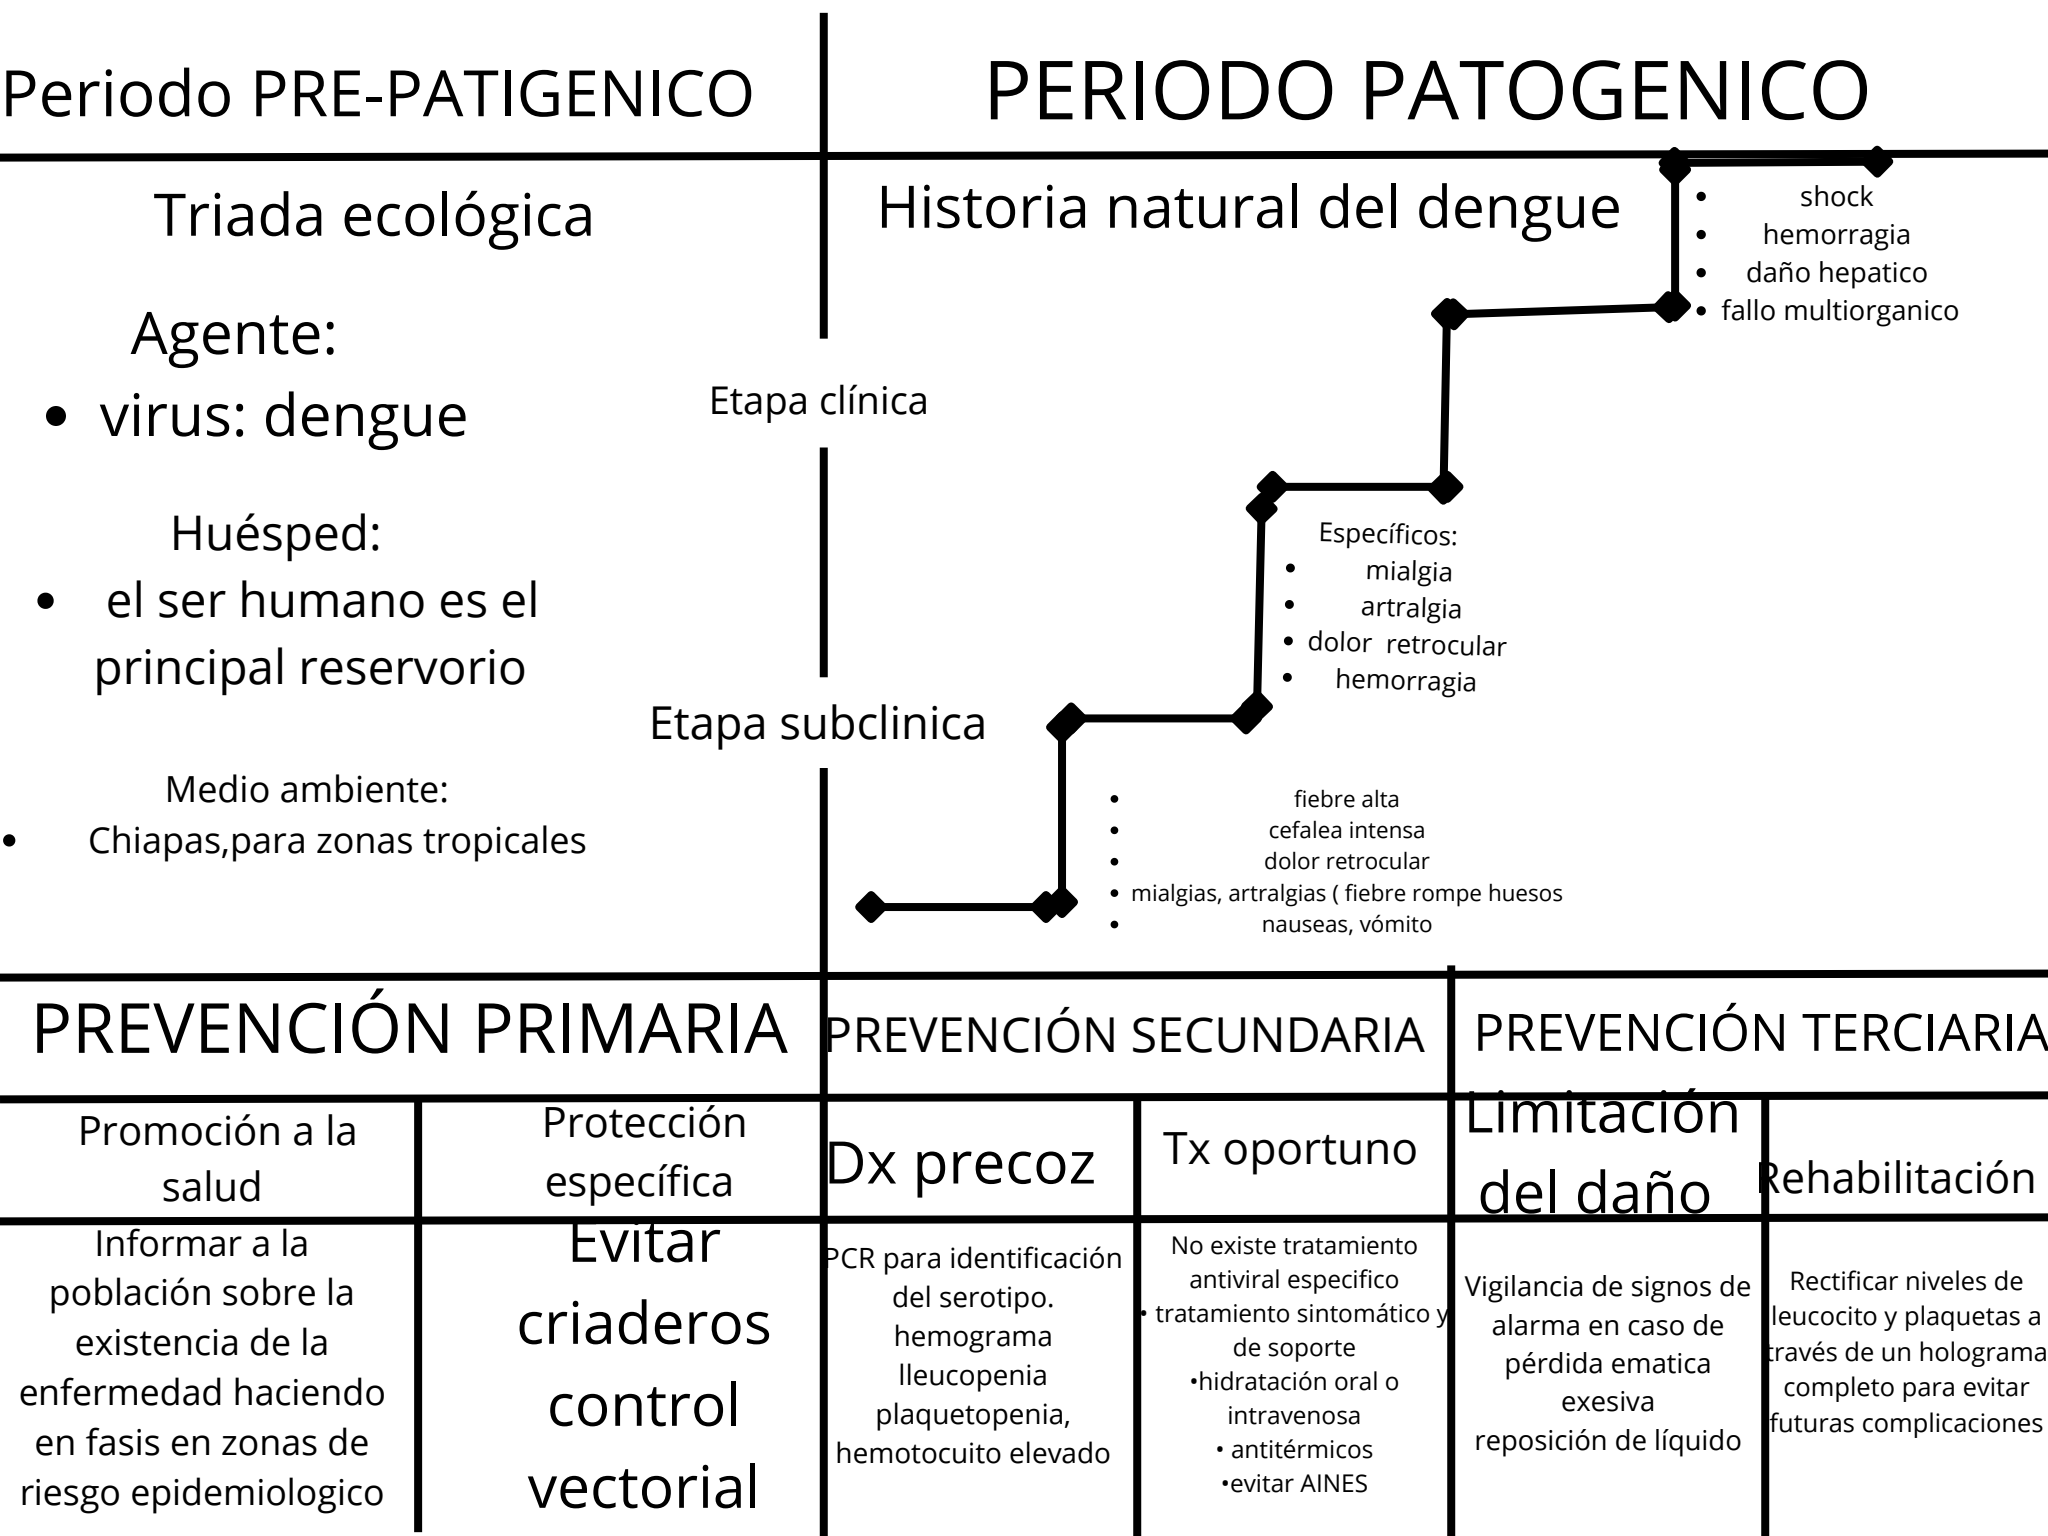 Periodo PRE-PATIGENICO
PERIODO PATOGENICO
Triada ecológica
Agente:
• virus: dengue
Huésped:
• el ser humano es el
principal reservorio
Medio ambiente:
• Chiapas,para zonas tropicales
Etapa clínica
Etapa subclinica
Historia natural del dengue
• shock
• hemorragia
• daño hepatico
• fallo multiorganico
Específicos:
• mialgia
• artralgia
• dolor retrocular
• hemorragia
• fiebre alta
• cefalea intensa
• dolor retrocular
• mialgias, artralgias ( fiebre rompe huesos
• nauseas, vómito
PREVENCIÓN PRIMARIA
PREVENCIÓN SECUNDARIA
PREVENCIÓN TERCIARIA
Promoción a la
salud
Protección
específica
Dx precoz
Tx oportuno
Limitación
del daño
Rehabilitación
Informar a la
población sobre la
existencia de la
enfermedad haciendo
en fasis en zonas de
riesgo epidemiologico
Evitar
criaderos
control
vectorial
PCR para identificación
del serotipo.
hemograma
lleucopenia
plaquetopenia,
hemotocuito elevado
No existe tratamiento
antiviral especifico
• tratamiento sintomático y
de soporte
•hidratación oral o
intravenosa
• antitérmicos
•evitar AINES
Vigilancia de signos de
alarma en caso de
pérdida ematica
exesiva
reposición de líquido
Rectificar niveles de
leucocito y plaquetas a
través de un holograma
completo para evitar
futuras complicaciones